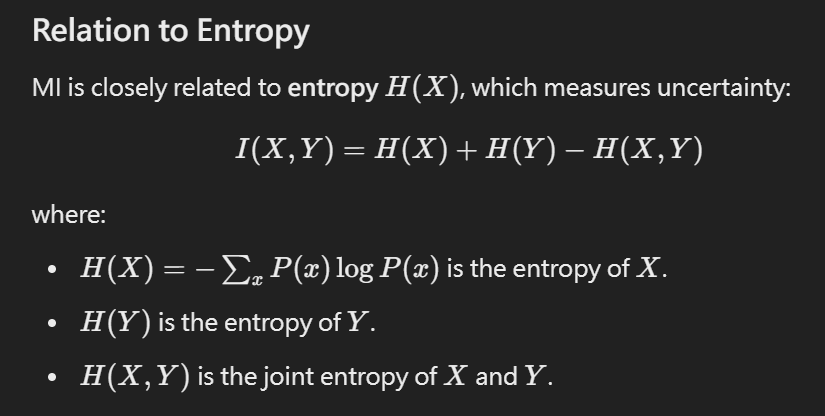 Relation to Entropy
MI is closely related to entropy H(X), which measures uncertainty:
I(X, Y) = H(X) + H(Y) − H(X, Y)
where:
• H(X) = − ∑ₓ P(x) log P(x) is the entropy of X.
• H(Y) is the entropy of Y.
• H(X, Y) is the joint entropy of X and Y.